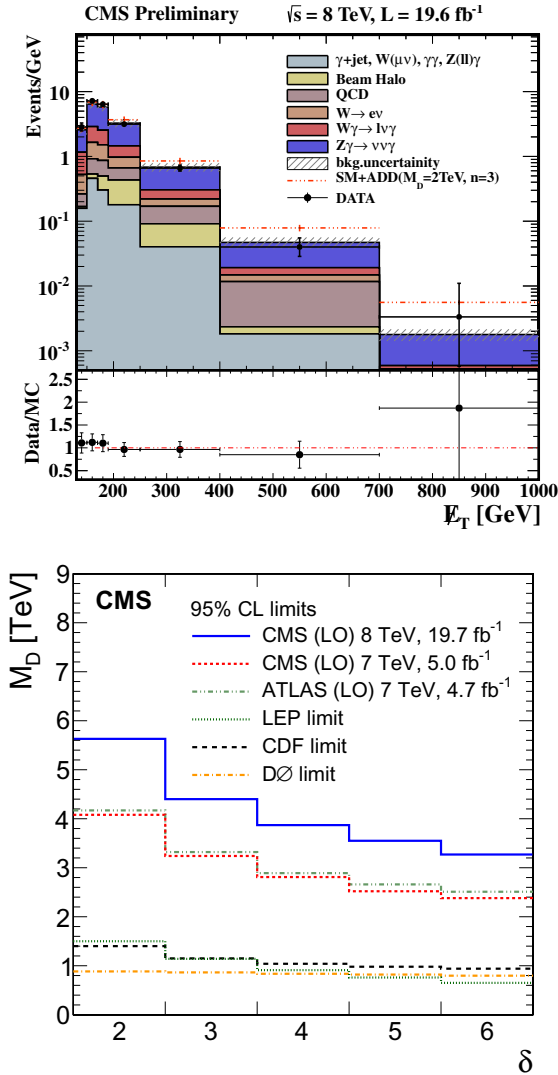 CMS Preliminary √s = 8 TeV, L = 19.6 fb⁻¹
Events/GeV
γ+jet, W(μν), γγ, Z(ll)γ
Beam Halo
QCD
W→ eν
Wγ→ lνγ
Zγ→ ννγ
bkg.uncertainity
SM+ADD(M_D=2TeV, n=3)
DATA
10
1
10⁻¹
10⁻²
10⁻³
Data/MC
2.5
2
1.5
1
0.5
200 300 400 500 600 700 800 900 1000
E̸_T [GeV]
CMS
M_D [TeV]
95% CL limits
CMS (LO) 8 TeV, 19.7 fb⁻¹
CMS (LO) 7 TeV, 5.0 fb⁻¹
ATLAS (LO) 7 TeV, 4.7 fb⁻¹
LEP limit
CDF limit
DØ limit
9
8
7
6
5
4
3
2
1
0
2 3 4 5 6
δ